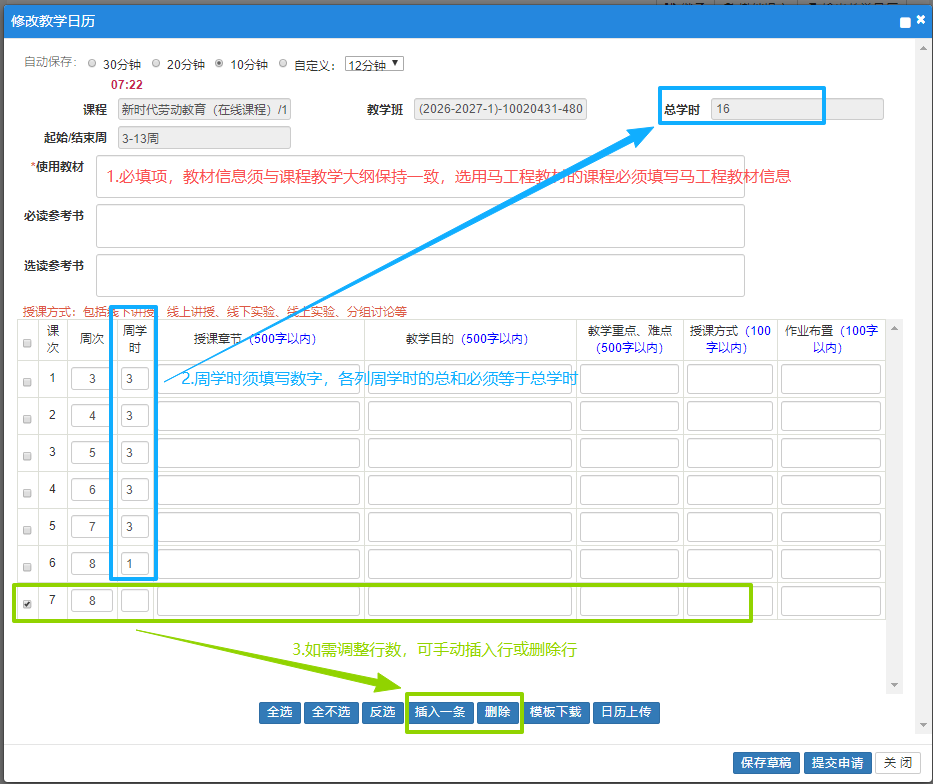 修改教学日历
自动保存: 30分钟 20分钟 10分钟 自定义: 12分钟
07:22
课程 新时代劳动教育（在线课程）/1 教学班 (2026-2027-1)-10020431-480 总学时 16
起始/结束周 3-13周
*使用教材 1.必填项，教材信息须与课程教学大纲保持一致，选用马工程教材的课程必须填写马工程教材信息
必读参考书
选读参考书
授课方式：包括线下讲授、线上讲授、线下实验、线上实验、分组讨论等
课次 周次 周学时 授课章节（500字以内） 教学目的（500字以内） 教学重点、难点（500字以内） 授课方式（100字以内） 作业布置（100字以内）
1 3 3
2.周学时须填写数字，各列周学时的总和必须等于总学时
2 4 3
3 5 3
4 6 3
5 7 3
6 8 1
7 8
3.如需调整行数，可手动插入行或删除行
全选 全不选 反选 插入一条 删除 模板下载 日历上传
保存草稿 提交申请 关 闭